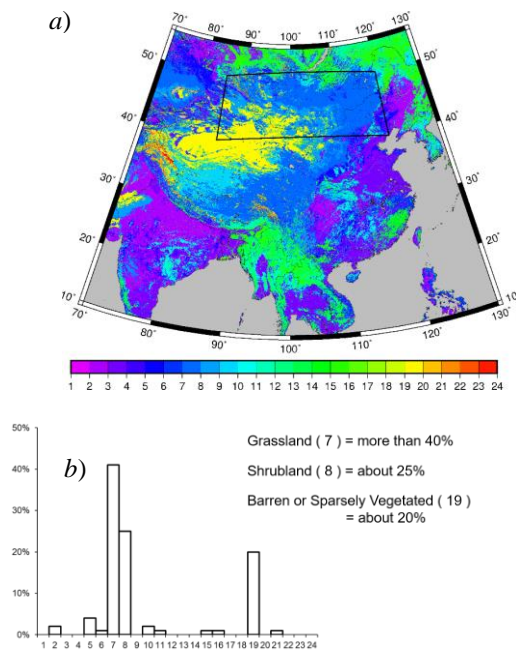 a)
70˚ 80˚ 90˚ 100˚ 110˚ 120˚ 130˚
50˚ 50˚
40˚ 40˚
30˚ 30˚
20˚ 20˚
10˚ 10˚
70˚ 80˚ 90˚ 100˚ 110˚ 120˚ 130˚
1 2 3 4 5 6 7 8 9 10 11 12 13 14 15 16 17 18 19 20 21 22 23 24
b)
50%
40%
30%
20%
10%
0%
1 2 3 4 5 6 7 8 9 10 11 12 13 14 15 16 17 18 19 20 21 22 23 24
Grassland ( 7 ) = more than 40%
Shrubland ( 8 ) = about 25%
Barren or Sparsely Vegetated ( 19 )
= about 20%